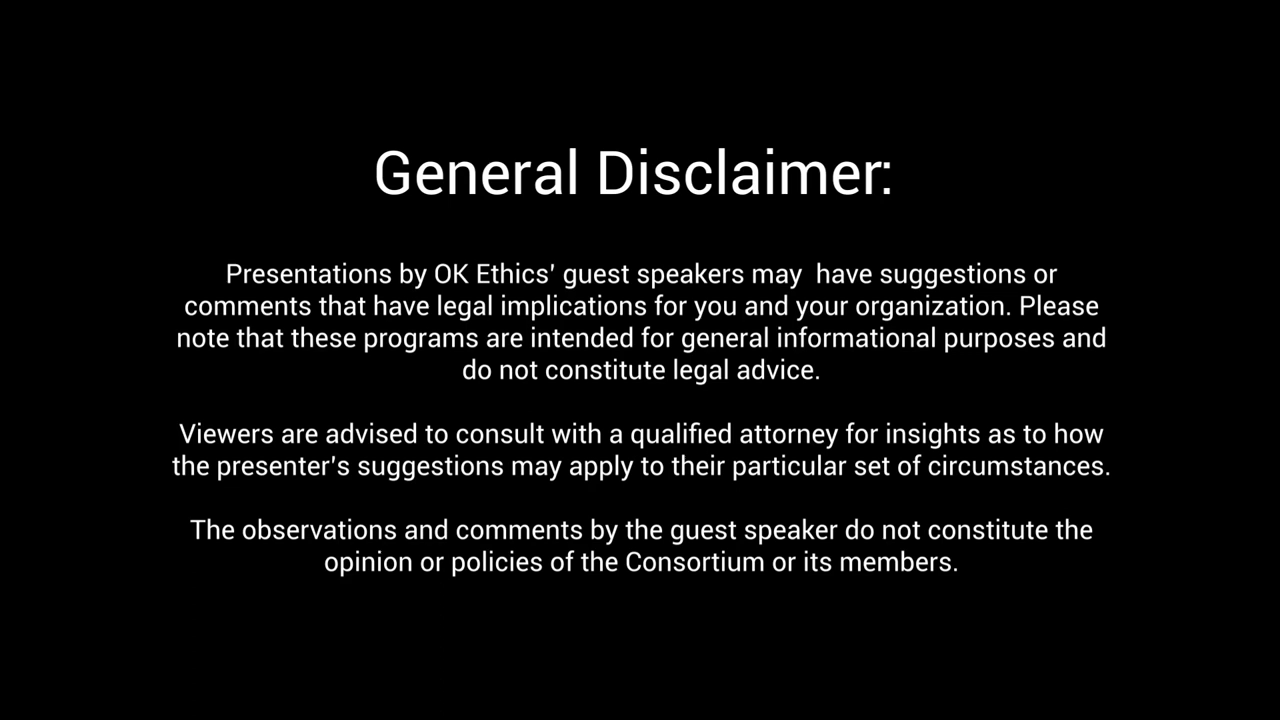 General Disclaimer:
Presentations by OK Ethics' guest speakers may  have suggestions or
comments that have legal implications for you and your organization. Please
note that these programs are intended for general informational purposes and
do not constitute legal advice.
Viewers are advised to consult with a qualified attorney for insights as to how
the presenter's suggestions may apply to their particular set of circumstances.
The observations and comments by the guest speaker do not constitute the
opinion or policies of the Consortium or its members.